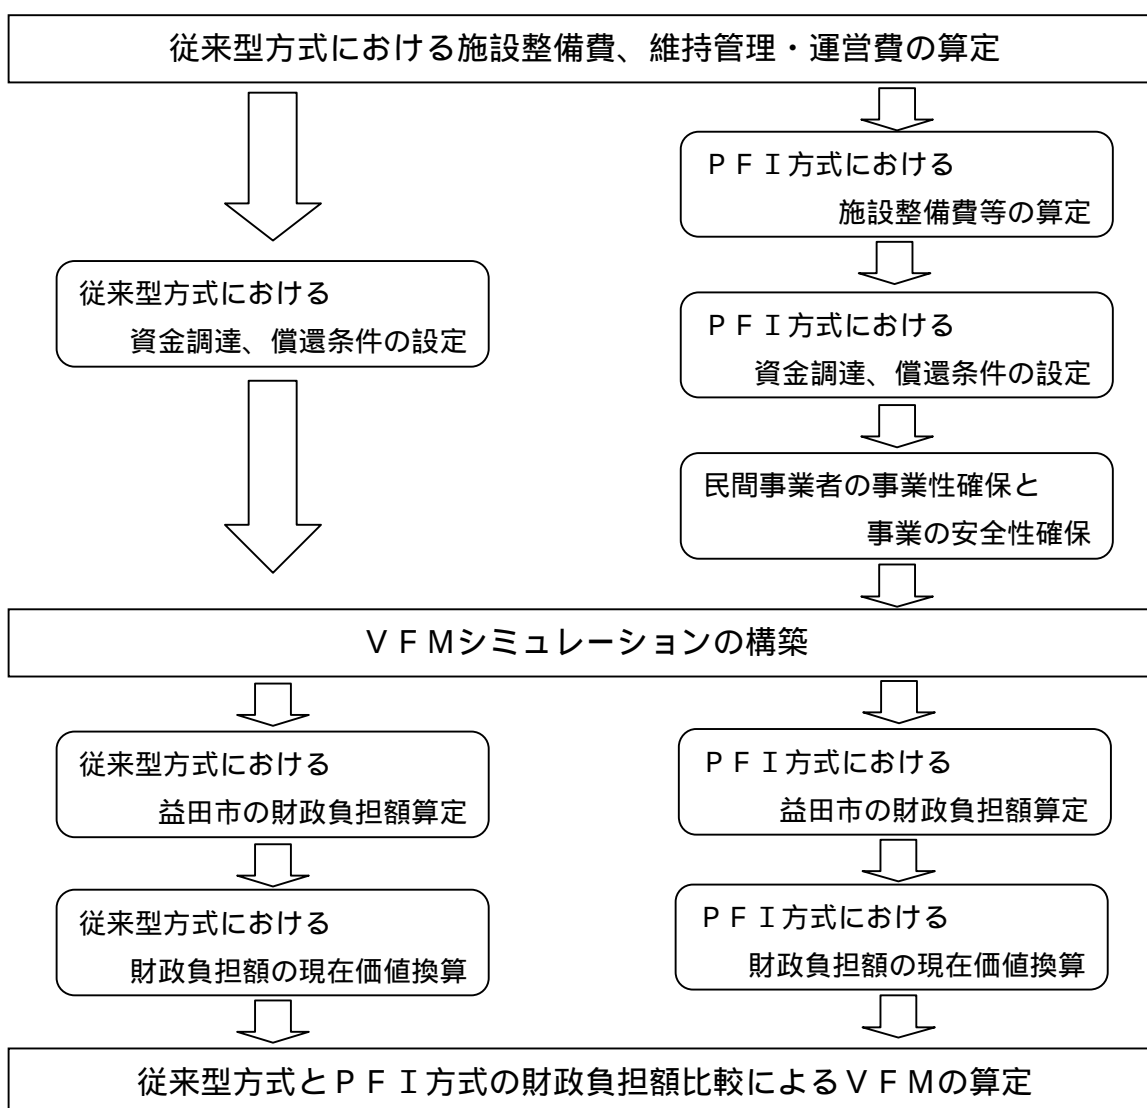 従来型方式における施設整備費、維持管理・運営費の算定
ＰＦＩ方式における
施設整備費等の算定
従来型方式における
資金調達、償還条件の設定
ＰＦＩ方式における
資金調達、償還条件の設定
民間事業者の事業性確保と
事業の安全性確保
ＶＦＭシミュレーションの構築
従来型方式における
益田市の財政負担額算定
ＰＦＩ方式における
益田市の財政負担額算定
従来型方式における
財政負担額の現在価値換算
ＰＦＩ方式における
財政負担額の現在価値換算
従来型方式とＰＦＩ方式の財政負担額比較によるＶＦＭの算定